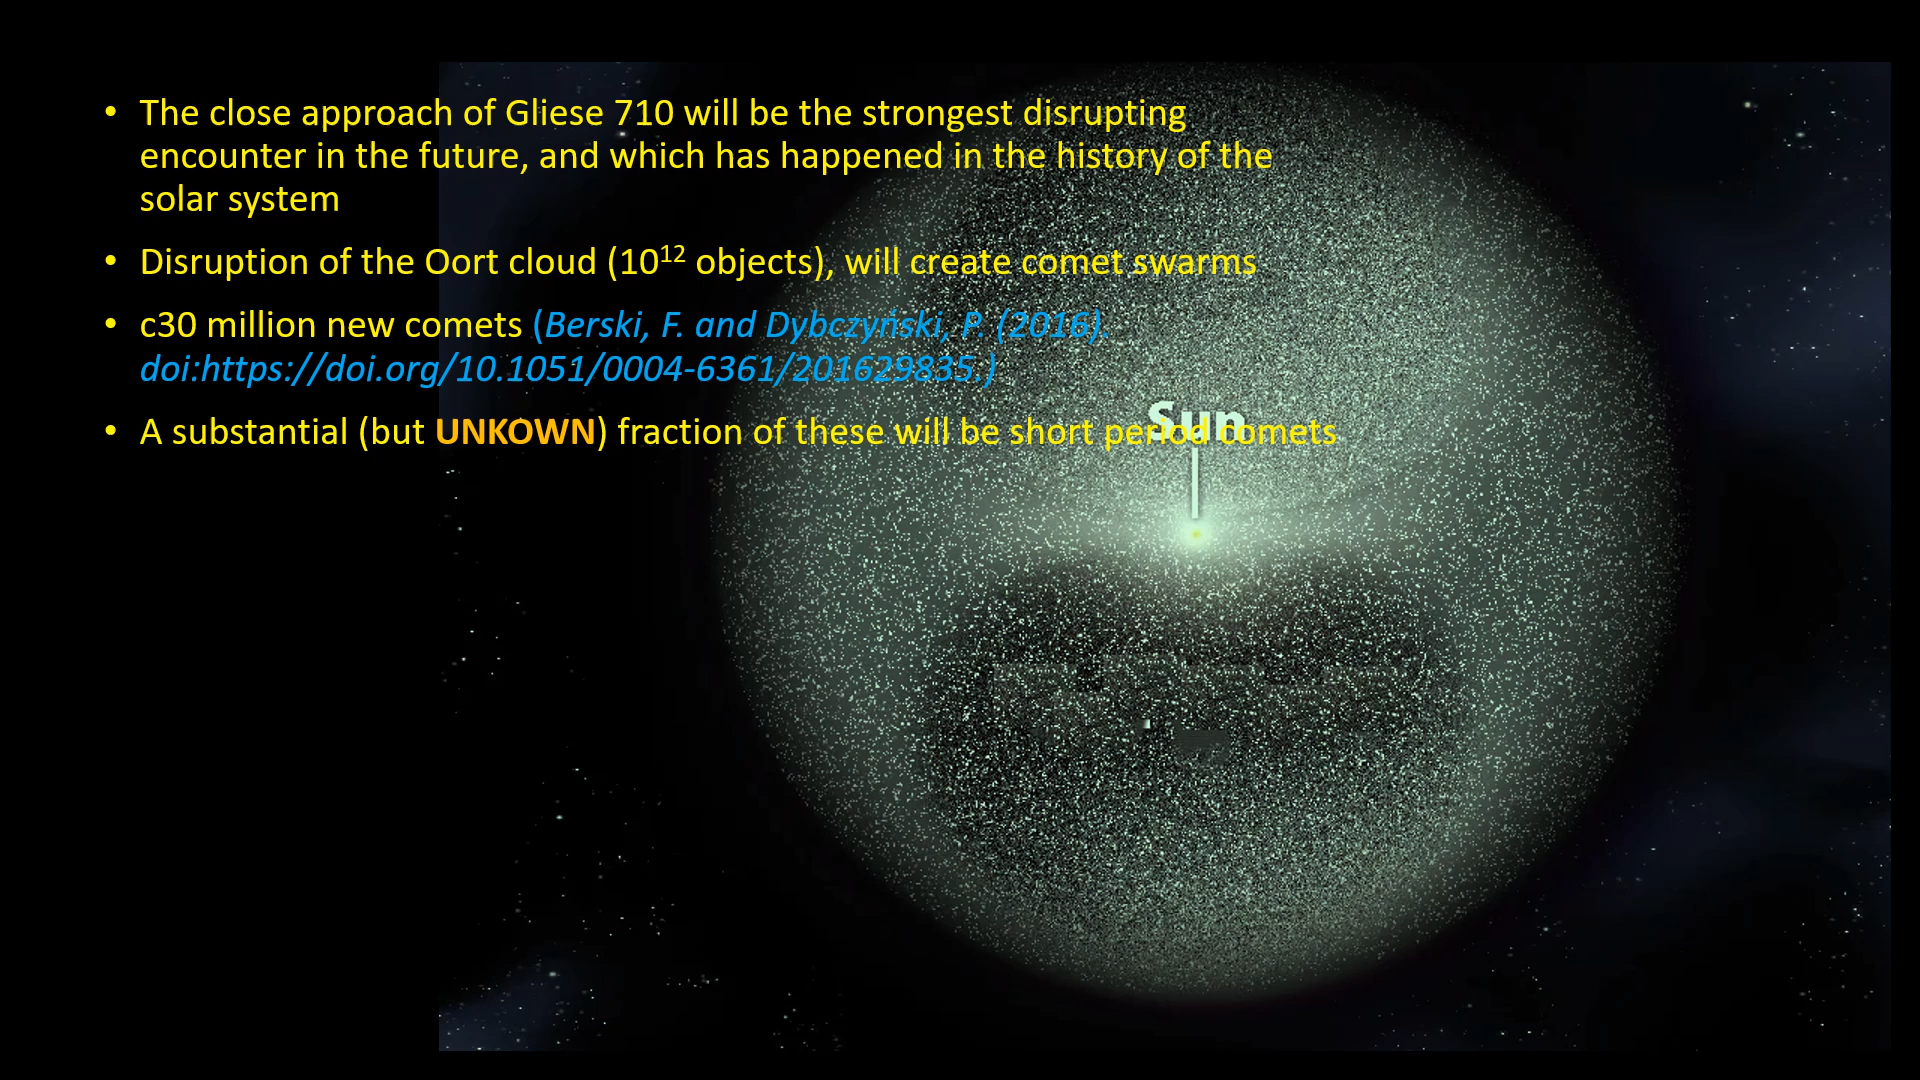 • The close approach of Gliese 710 will be the strongest disrupting
encounter in the future, and which has happened in the history of the
solar system
• Disruption of the Oort cloud (10¹² objects), will create comet swarms
• c30 million new comets (Berski, F. and Dybczyński, P. (2016).
doi:https://doi.org/10.1051/0004-6361/201629835.)
• A substantial (but UNKOWN) fraction of these will be short period comets
Sun